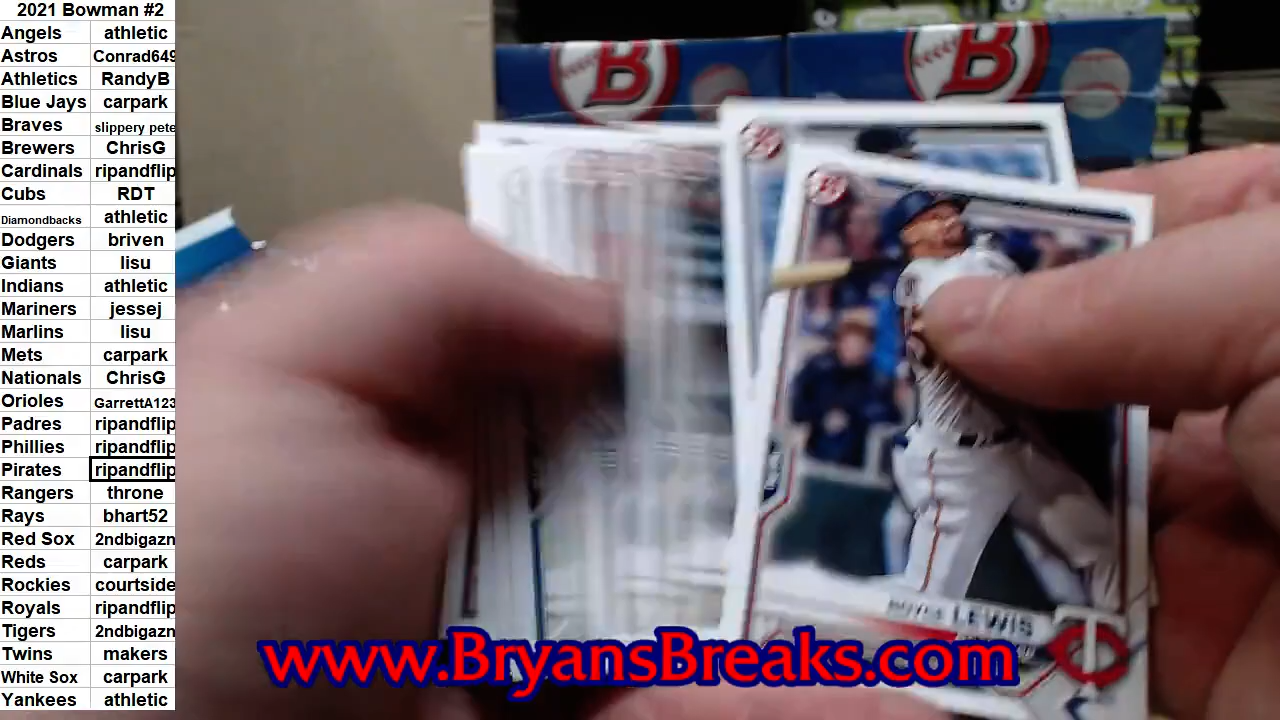 2021 Bowman #2
Angels athletic
Astros Conrad649
Athletics RandyB
Blue Jays carpark
Braves slippery pete
Brewers ChrisG
Cardinals ripandflip
Cubs RDT
Diamondbacks athletic
Dodgers briven
Giants lisu
Indians athletic
Mariners jessej
Marlins lisu
Mets carpark
Nationals ChrisG
Orioles GarrettA123
Padres ripandflip
Phillies ripandflip
Pirates ripandflip
Rangers throne
Rays bhart52
Red Sox 2ndbigazn
Reds carpark
Rockies courtside
Royals ripandflip
Tigers 2ndbigazn
Twins makers
White Sox carpark
Yankees athletic
B
B
LEWIS
www.BryansBreaks.com